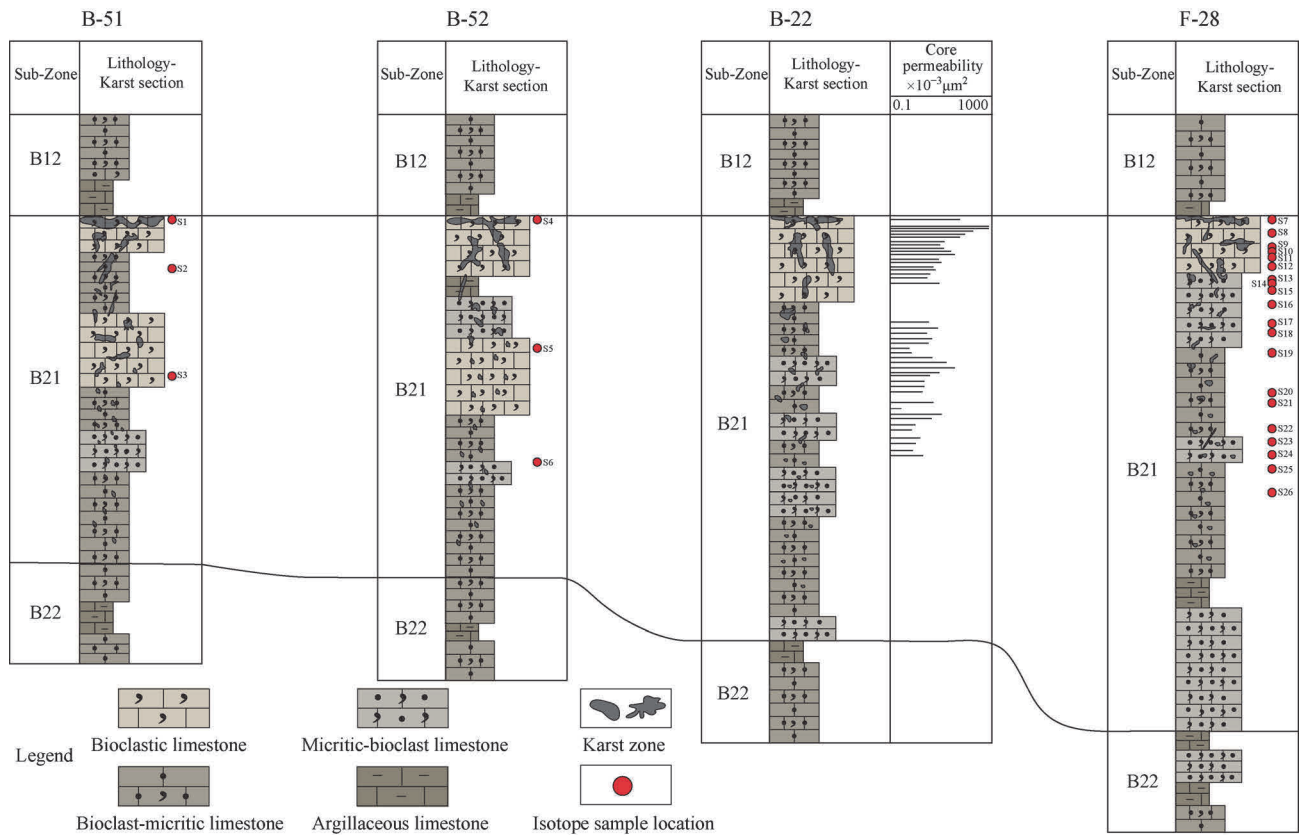 B-51
B-52
B-22
F-28
Sub-Zone
Lithology-
Karst section
Sub-Zone
Lithology-
Karst section
Sub-Zone
Lithology-
Karst section
Core
permeability
×10⁻³μm²
0.1 1000
Sub-Zone
Lithology-
Karst section
B12
B21
B22
S1
S2
S3
B12
B21
B22
S4
S5
S6
B12
B21
B22
B12
B21
B22
S7
S8
S9
S10
S11
S12
S13
S14
S15
S16
S17
S18
S19
S20
S21
S22
S23
S24
S25
S26
Legend
Bioclastic limestone
Micritic-bioclast limestone
Karst zone
Bioclast-micritic limestone
Argillaceous limestone
Isotope sample location